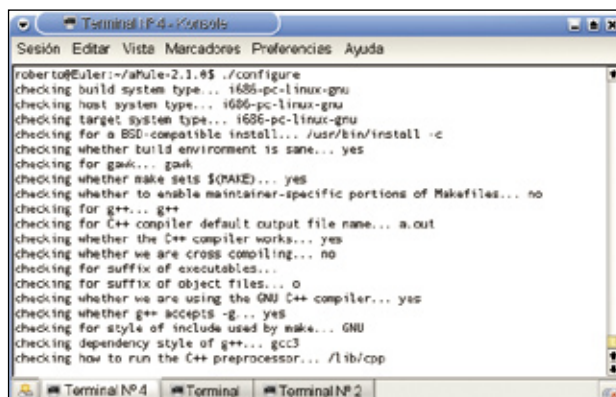 Terminal Nº 4 - Konsole
Sesión Editar Vista Marcadores Preferencias Ayuda
roberto@Euler:~/aMule-2.1.0$ ./configure
checking build system type... i686-pc-linux-gnu
checking host system type... i686-pc-linux-gnu
checking target system type... i686-pc-linux-gnu
checking for a BSD-compatible install... /usr/bin/install -c
checking whether build environment is sane... yes
checking for gawk... gawk
checking whether make sets $(MAKE)... yes
checking whether to enable maintainer-specific portions of Makefiles... no
checking for g++... g++
checking for C++ compiler default output file name... a.out
checking whether the C++ compiler works... yes
checking whether we are cross compiling... no
checking for suffix of executables...
checking for suffix of object files... o
checking whether we are using the GNU C++ compiler... yes
checking whether g++ accepts -g... yes
checking for style of include used by make... GNU
checking dependency style of g++... gcc3
checking how to run the C++ preprocessor... /lib/cpp
Terminal Nº 4 Terminal Terminal Nº 2